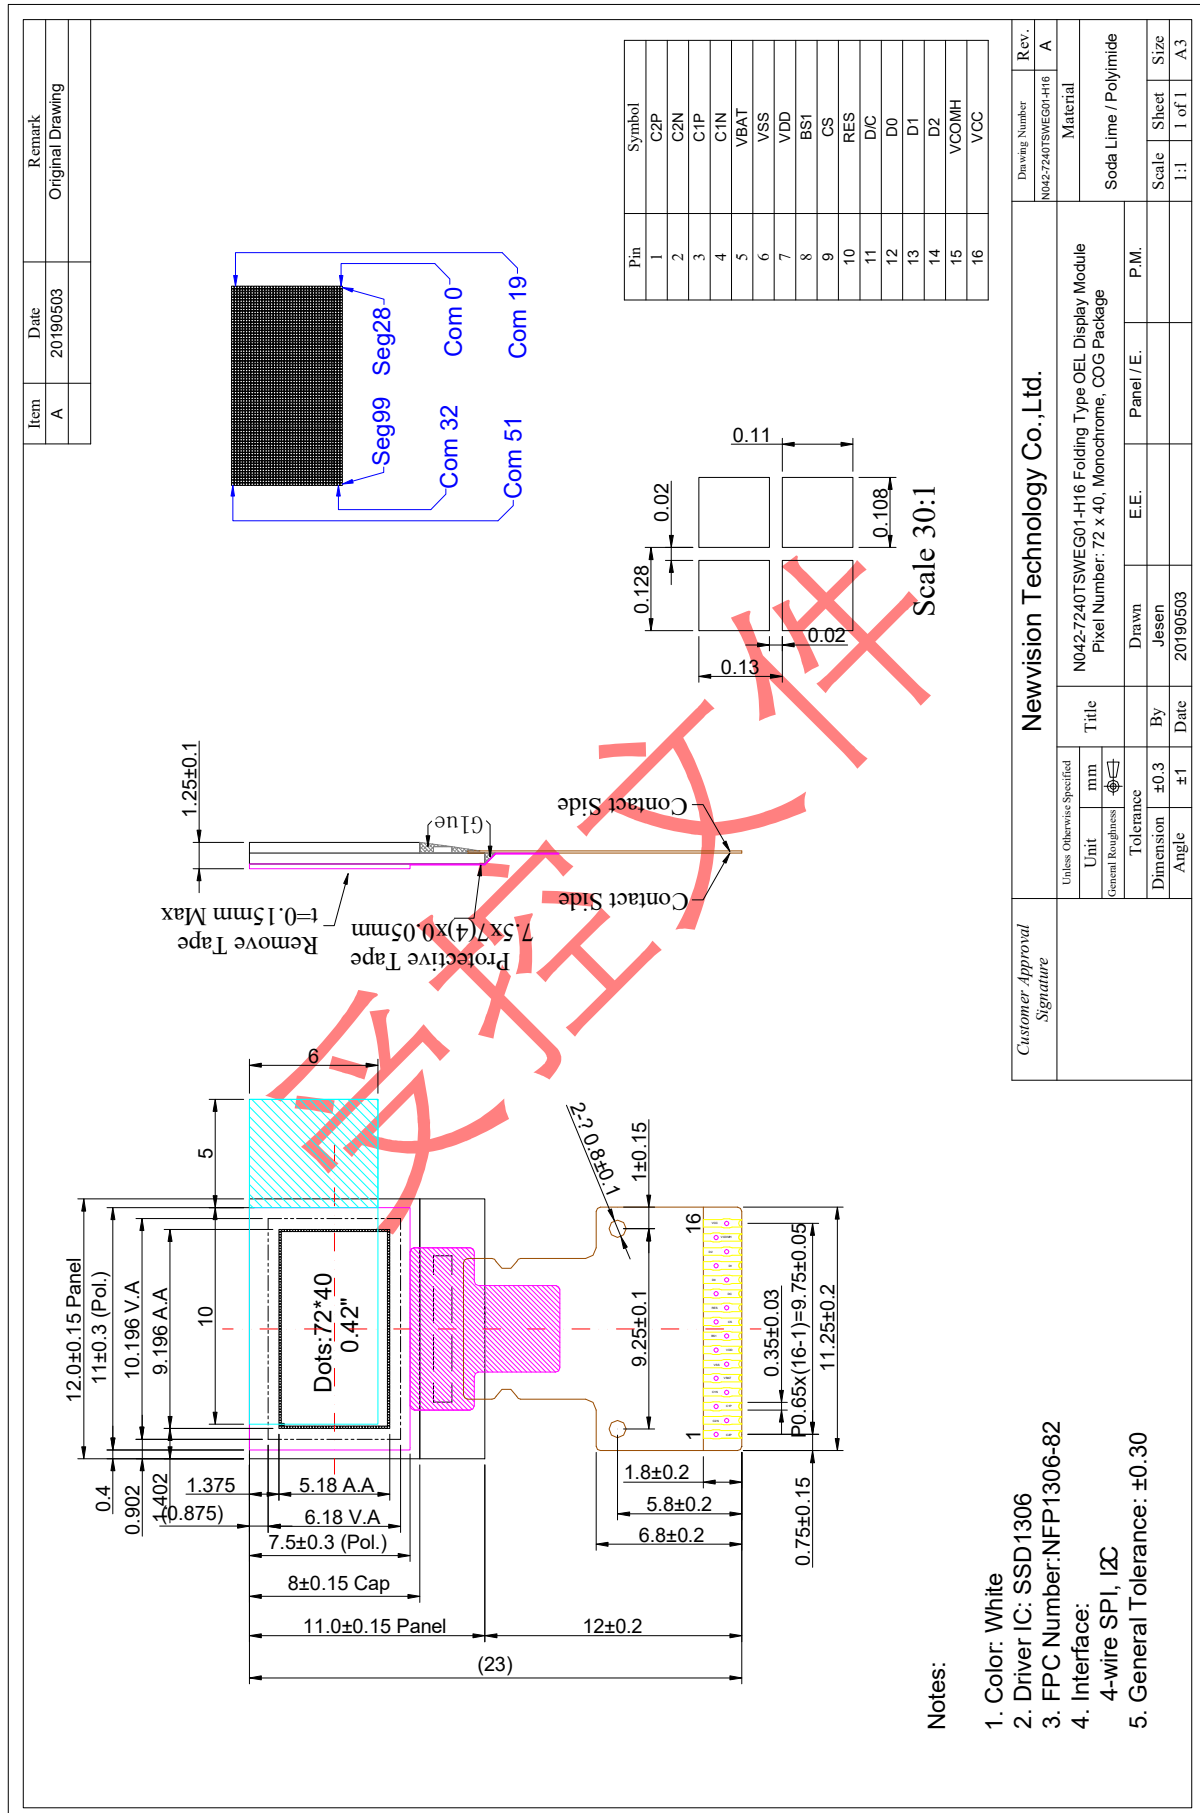 Item Date Remark
A 20190503 Original Drawing
12.0±0.15 Panel
11±0.3 (Pol.)
10.196 V.A
9.196 A.A
10
5
6
0.4
0.902
1.402
1.375
(0.875)
5.18 A.A
6.18 V.A
7.5±0.3 (Pol.)
8±0.15 Cap
11.0±0.15 Panel
12±0.2
(23)
Dots:72*40
0.42"
2-? 0.8±0.1
1±0.15
9.25±0.1
1
16
0.35±0.03
P0.65x(16-1)=9.75±0.05
11.25±0.2
1.8±0.2
5.8±0.2
6.8±0.2
0.75±0.15
1.25±0.1
Remove Tape
t=0.15mm Max
Protective Tape
7.5x7(4)x0.05mm
Glue
Contact Side
Contact Side
Seg99
Seg28
Com 32
Com 0
Com 51
Com 19
0.128
0.02
0.11
0.13
0.02
0.108
Scale 30:1
Pin Symbol
1 C2P
2 C2N
3 C1P
4 C1N
5 VBAT
6 VSS
7 VDD
8 BS1
9 CS
10 RES
11 D/C
12 D0
13 D1
14 D2
15 VCOMH
16 VCC
受控文件
Notes:
1. Color: White
2. Driver IC: SSD1306
3. FPC Number:NFP1306-82
4. Interface:
4-wire SPI, I2C
5. General Tolerance: ±0.30
Customer Approval
Signature
Newvision Technology Co.,Ltd.
Drawing Number Rev.
N042-7240TSWEG01-H16 A
Unless Otherwise Specified
Unit mm
General Roughness
Tolerance
Dimension ±0.3
Angle ±1
Title
N042-7240TSWEG01-H16 Folding Type OEL Display Module
Pixel Number: 72 x 40, Monochrome, COG Package
Material
Soda Lime / Polyimide
Drawn E.E. Panel / E. P.M.
By Jesen
Date 20190503
Scale Sheet Size
1:1 1 of 1 A3